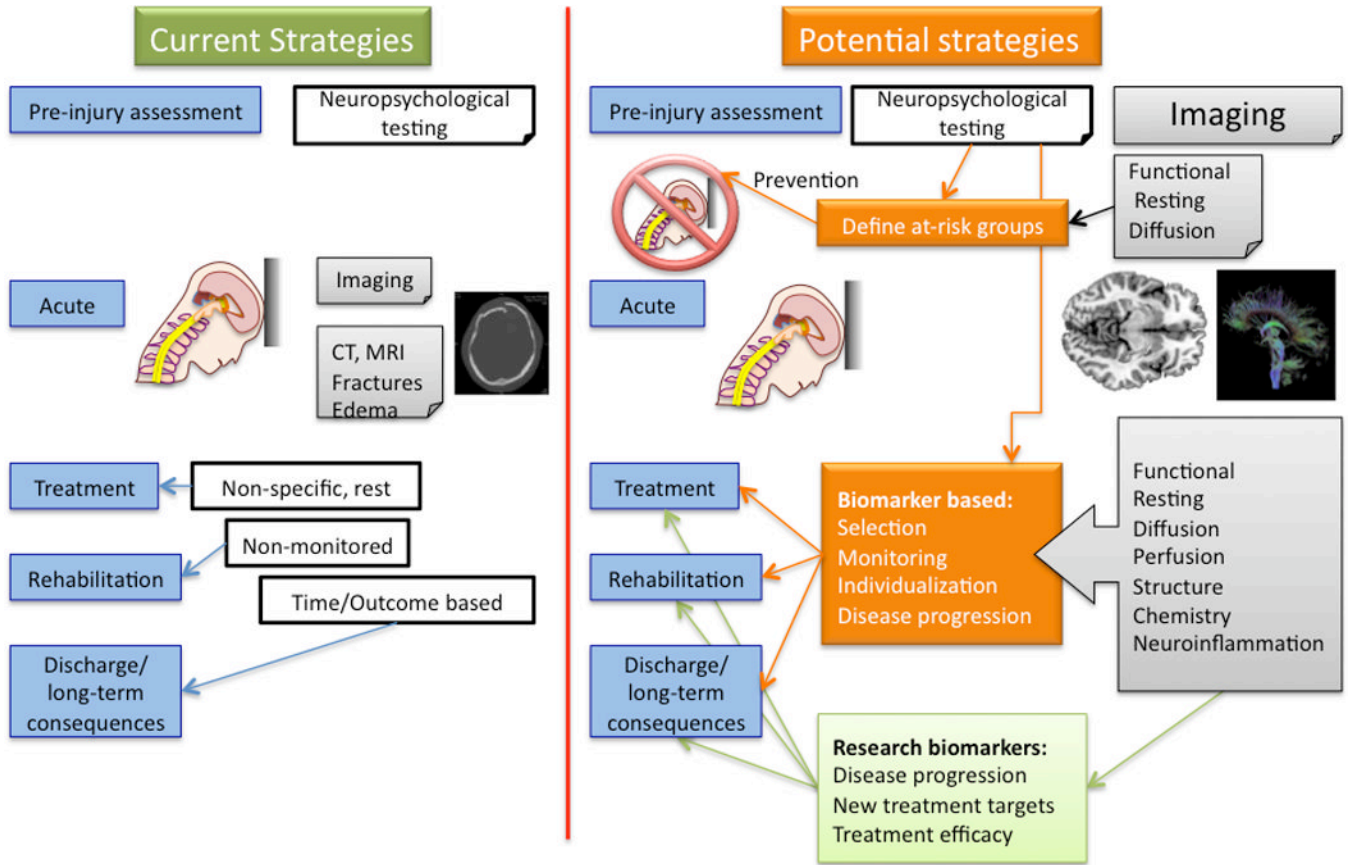 Current Strategies
Pre-injury assessment
Neuropsychological
testing
Acute
Imaging
CT, MRI
Fractures
Edema
Treatment
Non-specific, rest
Non-monitored
Rehabilitation
Time/Outcome based
Discharge/
long-term
consequences
Potential strategies
Pre-injury assessment
Neuropsychological
testing
Imaging
Prevention
Define at-risk groups
Functional
Resting
Diffusion
Acute
Treatment
Rehabilitation
Discharge/
long-term
consequences
Biomarker based:
Selection
Monitoring
Individualization
Disease progression
Functional
Resting
Diffusion
Perfusion
Structure
Chemistry
Neuroinflammation
Research biomarkers:
Disease progression
New treatment targets
Treatment efficacy